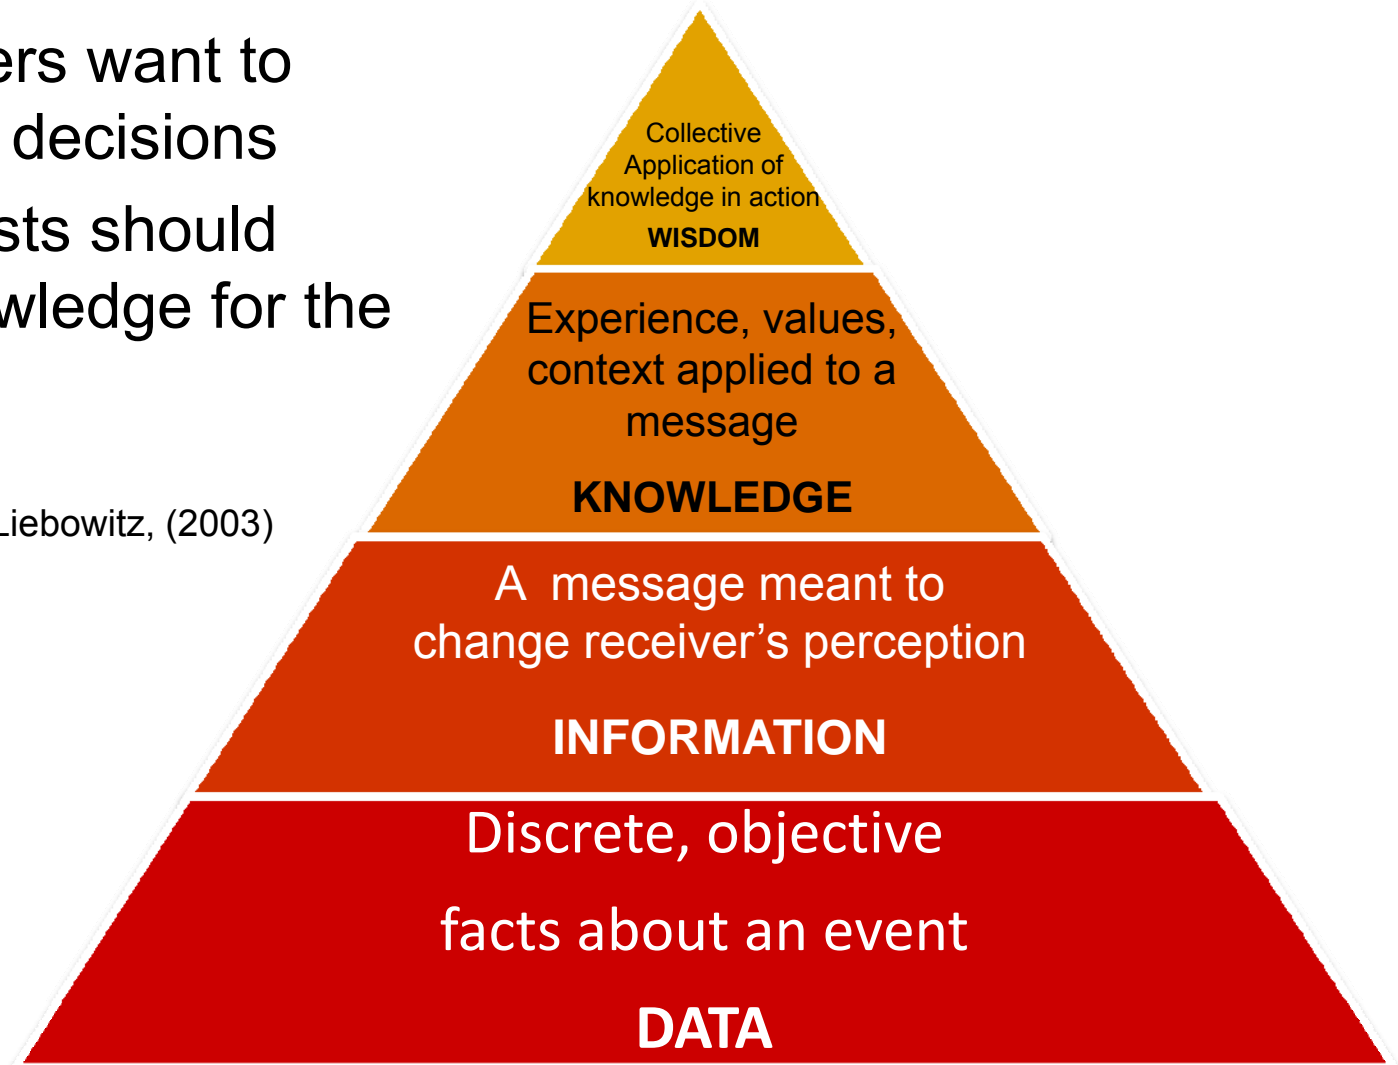 ers want to
decisions
sts should
wledge for the
Liebowitz, (2003)
Collective
Application of
knowledge in action
WISDOM
Experience, values,
context applied to a
message
KNOWLEDGE
A message meant to
change receiver’s perception
INFORMATION
Discrete, objective
facts about an event
DATA